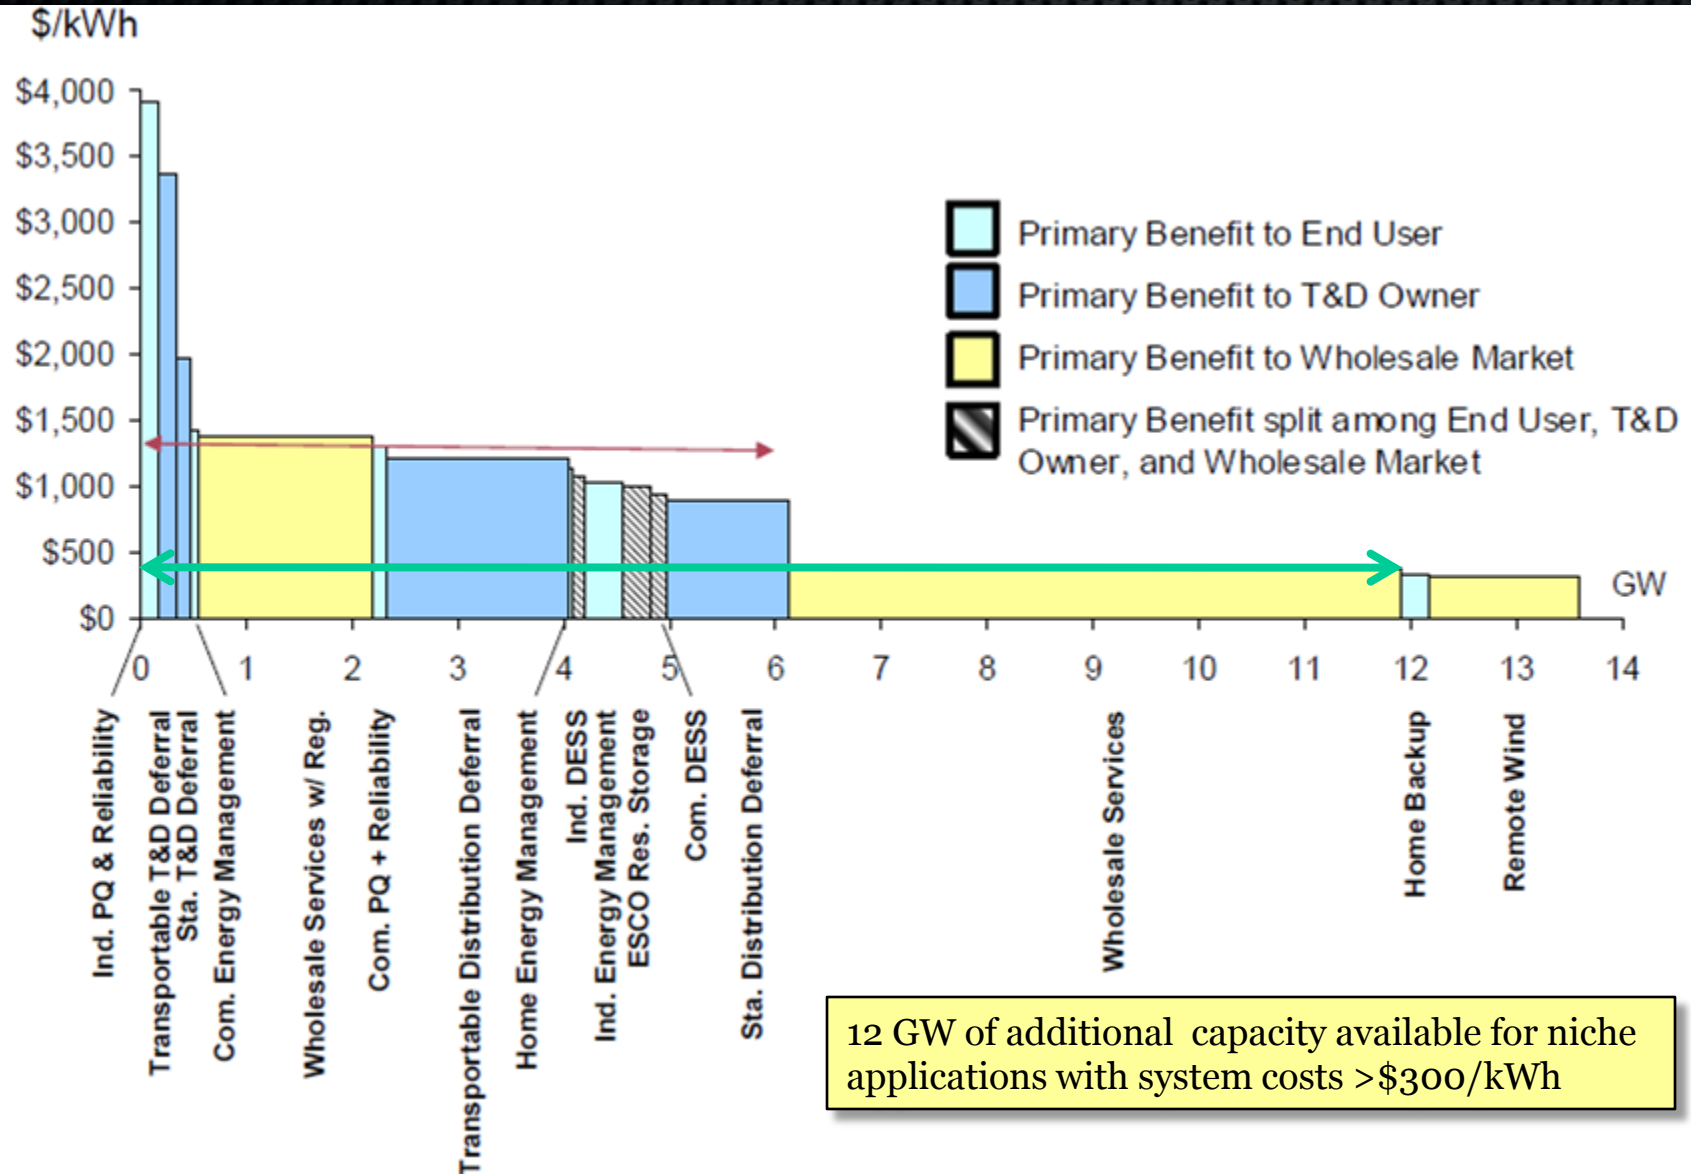 $/kWh
$4,000
$3,500
$3,000
$2,500
$2,000
$1,500
$1,000
$500
$0
Primary Benefit to End User
Primary Benefit to T&D Owner
Primary Benefit to Wholesale Market
Primary Benefit split among End User, T&D
Owner, and Wholesale Market
GW
0 1 2 3 4 5 6 7 8 9 10 11 12 13 14
Ind. PQ & Reliability
Transportable T&D Deferral
Sta. T&D Deferral
Com. Energy Management
Wholesale Services w/ Reg.
Com. PQ + Reliability
Transportable Distribution Deferral
Home Energy Management
Ind. DESS
Ind. Energy Management
ESCO Res. Storage
Com. DESS
Sta. Distribution Deferral
Wholesale Services
Home Backup
Remote Wind
12 GW of additional capacity available for niche
applications with system costs >$300/kWh